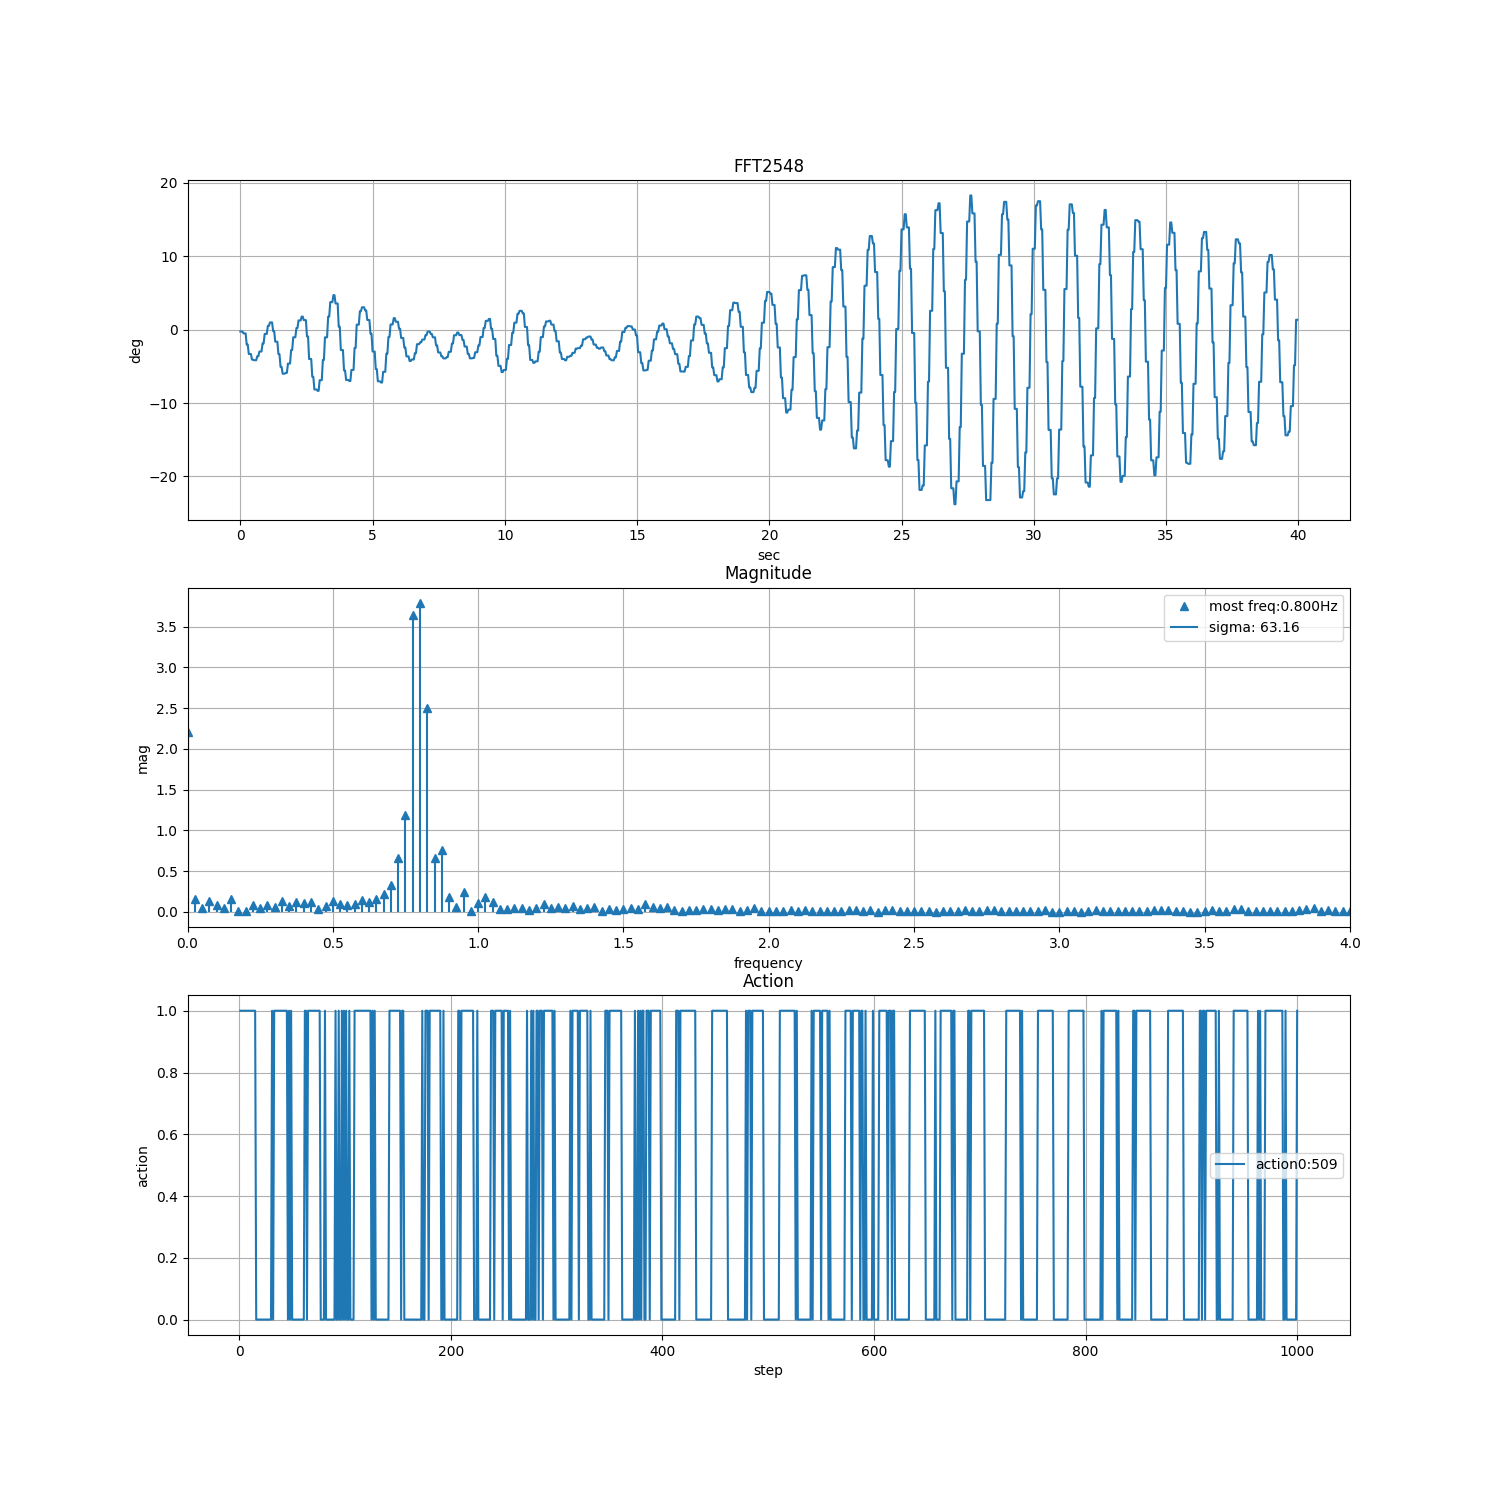 FFT2548
20
10
0
−10
−20
deg
0 5 10 15 20 25 30 35 40
sec
Magnitude
most freq:0.800Hz
sigma: 63.16
3.5
3.0
2.5
2.0
1.5
1.0
0.5
0.0
mag
0.0 0.5 1.0 1.5 2.0 2.5 3.0 3.5 4.0
frequency
Action
1.0
0.8
0.6
0.4
0.2
0.0
action
action0:509
0 200 400 600 800 1000
step